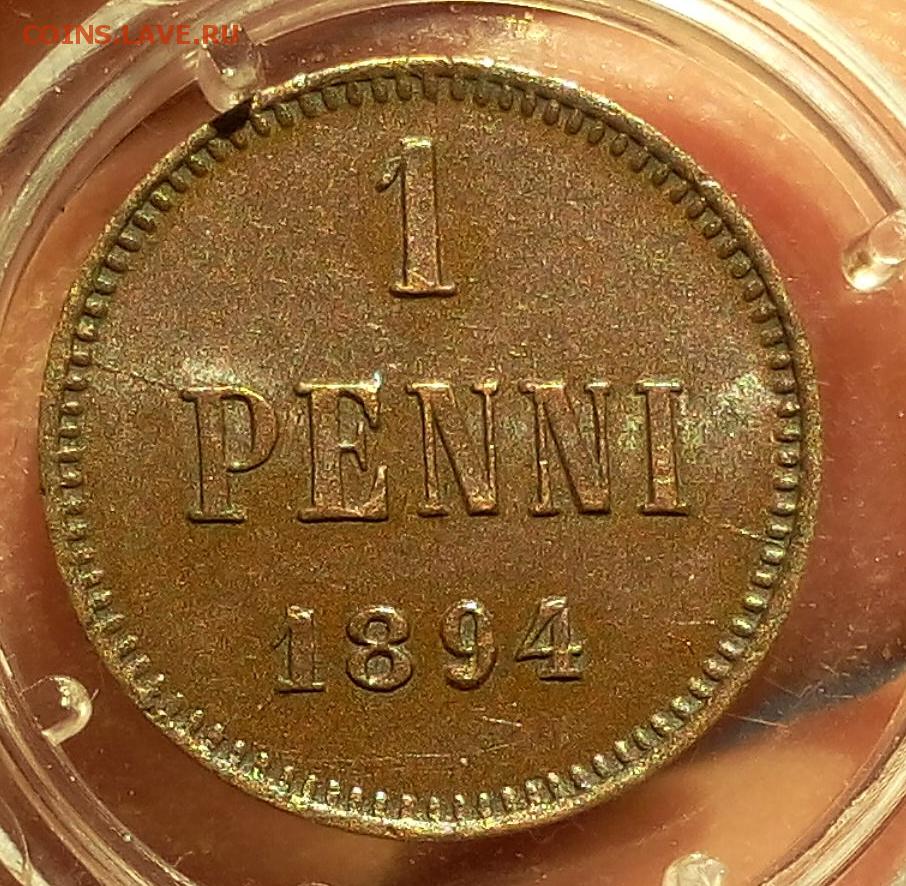 COINS.LAVE.RU
1
PENNI
1894